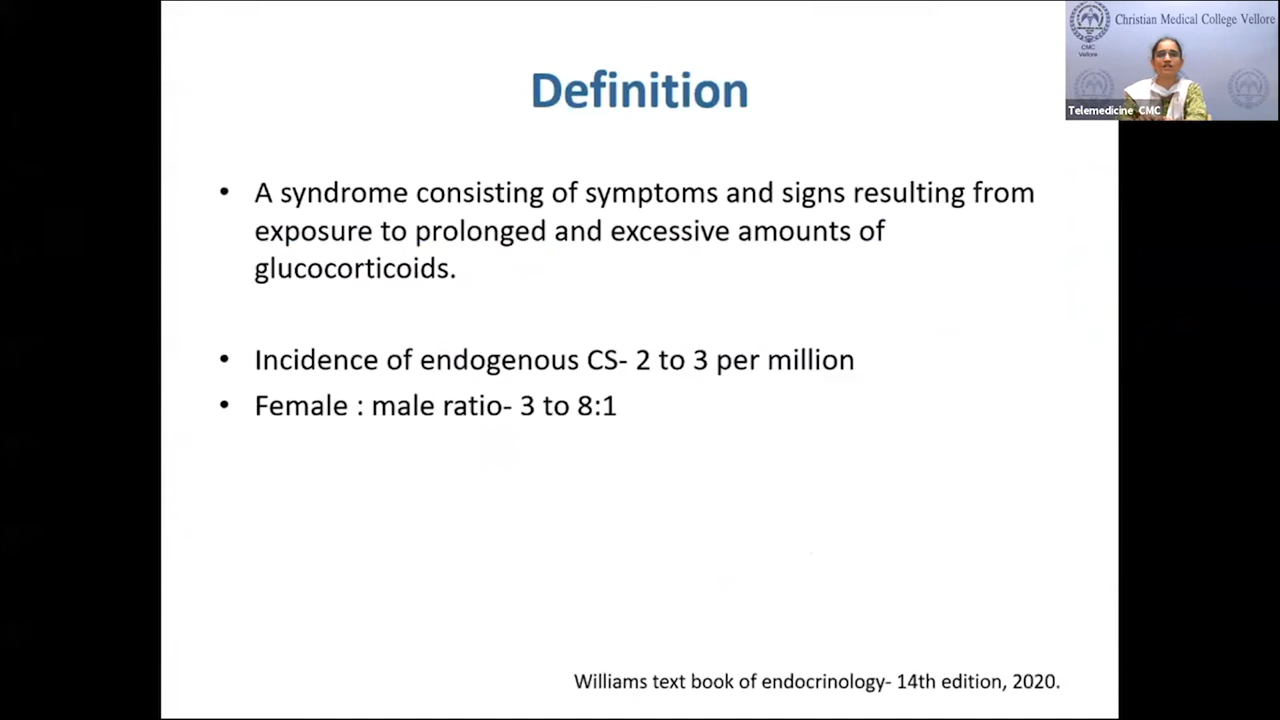 Definition
• A syndrome consisting of symptoms and signs resulting from
exposure to prolonged and excessive amounts of
glucocorticoids.
• Incidence of endogenous CS- 2 to 3 per million
• Female : male ratio- 3 to 8:1
Williams text book of endocrinology- 14th edition, 2020.
Christian Medical College Vellore
CMC
Vellore
Telemedicine CMC